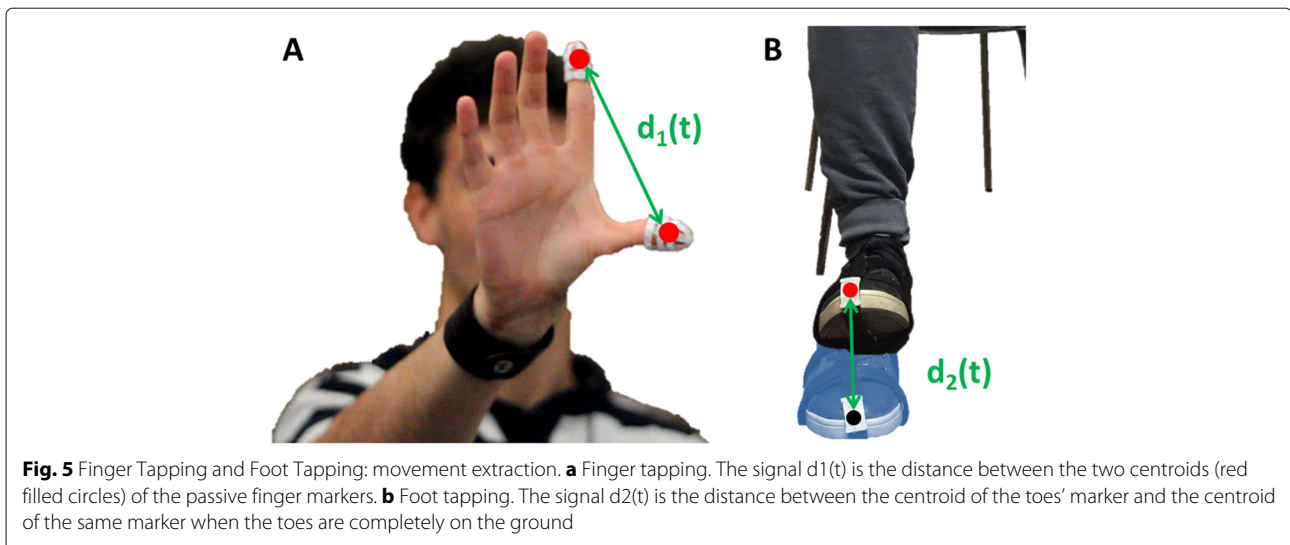 A
B
d₁(t)
d₂(t)
Fig. 5 Finger Tapping and Foot Tapping: movement extraction. a Finger tapping. The signal d1(t) is the distance between the two centroids (red
filled circles) of the passive finger markers. b Foot tapping. The signal d2(t) is the distance between the centroid of the toes’ marker and the centroid
of the same marker when the toes are completely on the ground